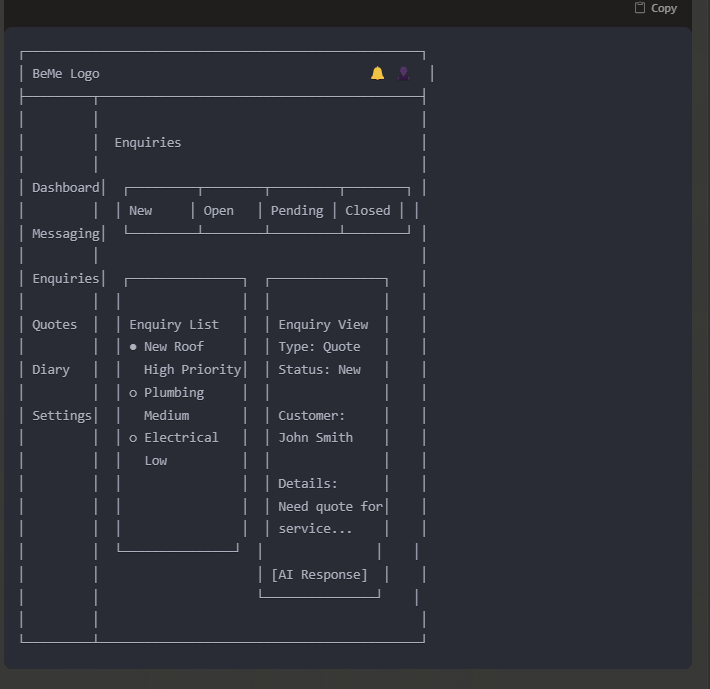 Copy
BeMe Logo
Enquiries
Dashboard
New Open Pending Closed
Messaging
Enquiries
Quotes Enquiry List Enquiry View
● New Roof Type: Quote
Diary High Priority Status: New
○ Plumbing
Settings Medium Customer:
○ Electrical John Smith
Low
Details:
Need quote for
service...
[AI Response]